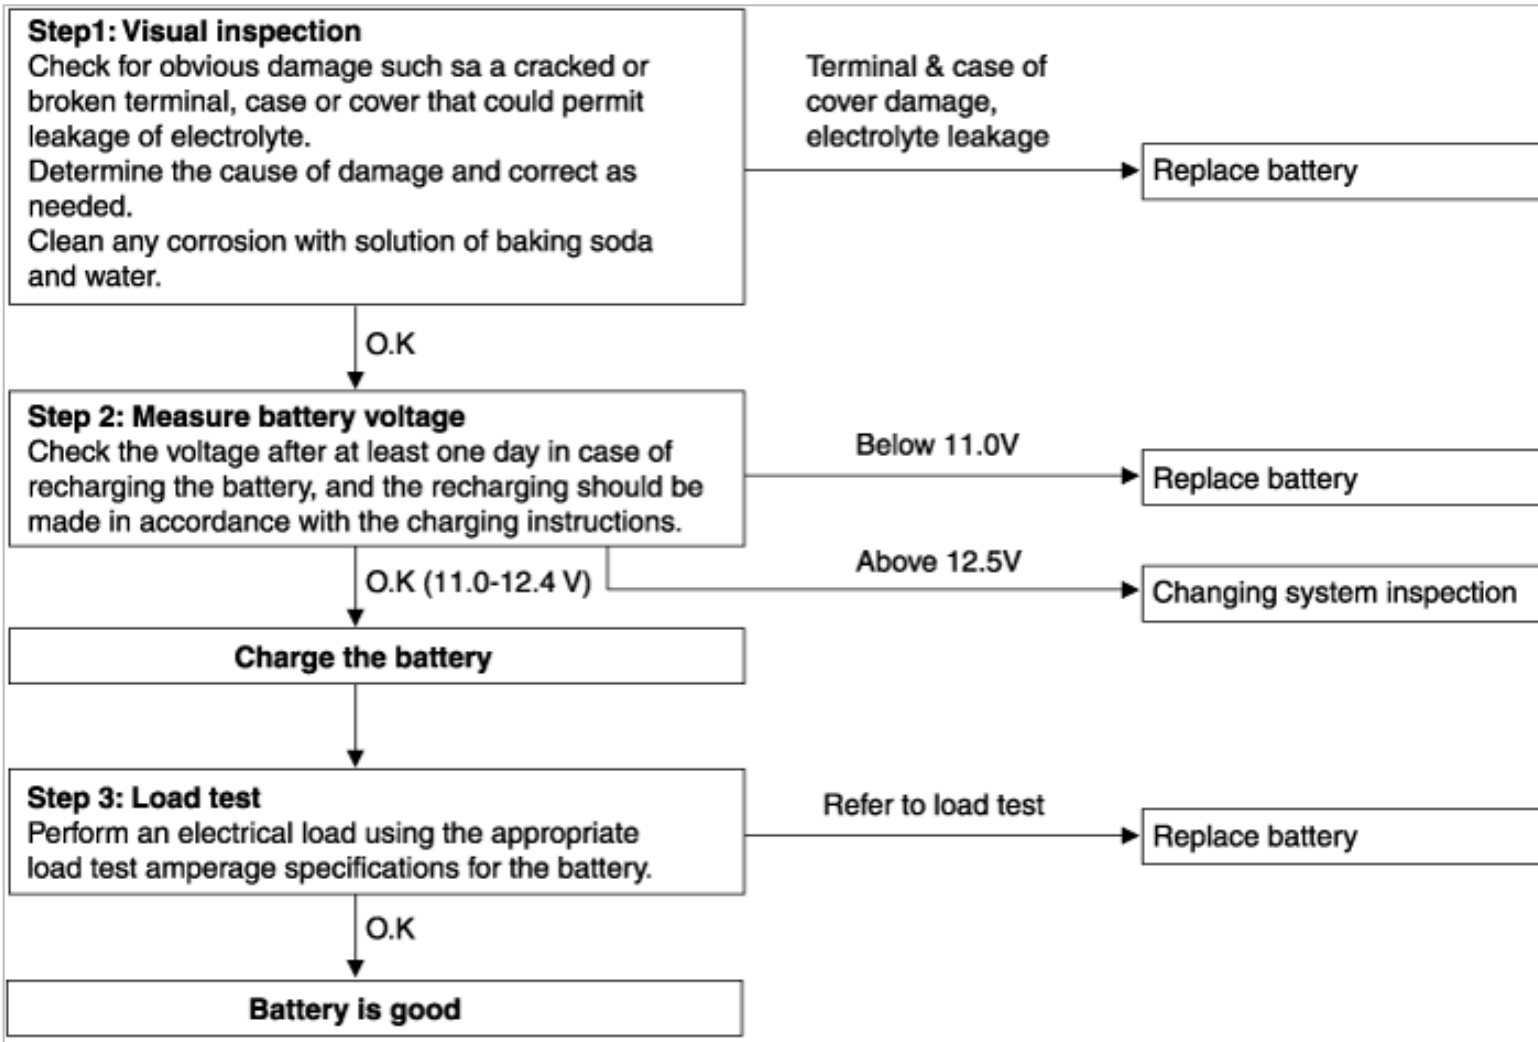 Step1: Visual inspection
Check for obvious damage such sa a cracked or
broken terminal, case or cover that could permit
leakage of electrolyte.
Determine the cause of damage and correct as
needed.
Clean any corrosion with solution of baking soda
and water.
Terminal & case of
cover damage,
electrolyte leakage
Replace battery
O.K
Step 2: Measure battery voltage
Check the voltage after at least one day in case of
recharging the battery, and the recharging should be
made in accordance with the charging instructions.
Below 11.0V
Replace battery
O.K (11.0-12.4 V)
Above 12.5V
Changing system inspection
Charge the battery
Step 3: Load test
Perform an electrical load using the appropriate
load test amperage specifications for the battery.
Refer to load test
Replace battery
O.K
Battery is good